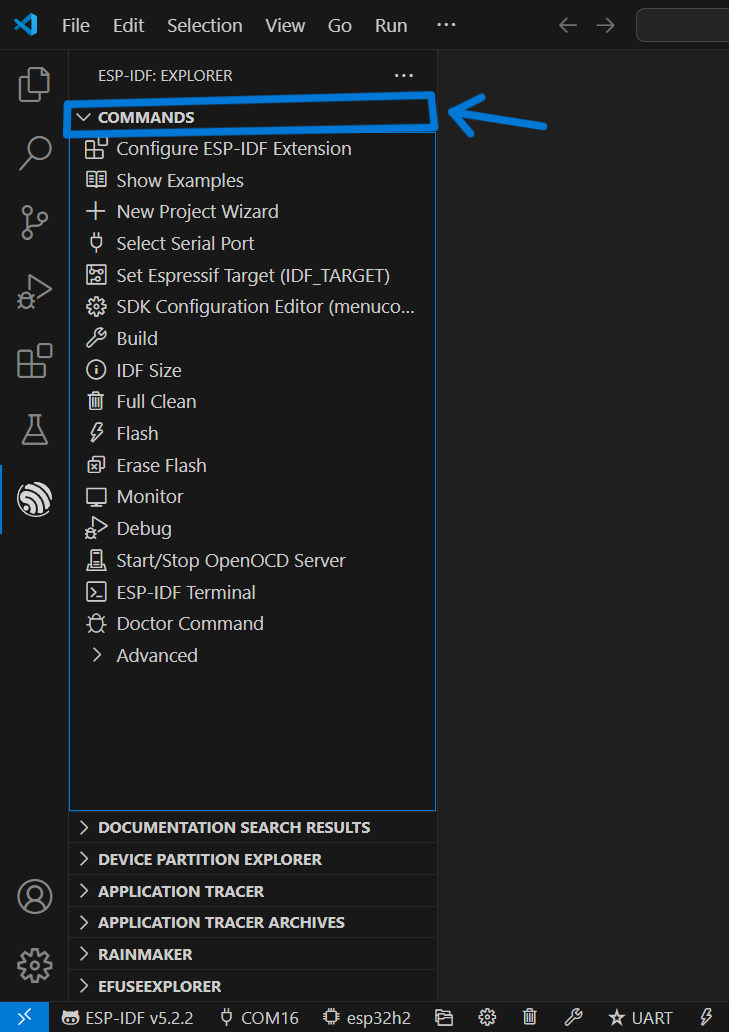 File Edit Selection View Go Run ···
ESP-IDF: EXPLORER ···
COMMANDS
Configure ESP-IDF Extension
Show Examples
New Project Wizard
Select Serial Port
Set Espressif Target (IDF_TARGET)
SDK Configuration Editor (menuco...
Build
IDF Size
Full Clean
Flash
Erase Flash
Monitor
Debug
Start/Stop OpenOCD Server
ESP-IDF Terminal
Doctor Command
Advanced
DOCUMENTATION SEARCH RESULTS
DEVICE PARTITION EXPLORER
APPLICATION TRACER
APPLICATION TRACER ARCHIVES
RAINMAKER
EFUSEEXPLORER
ESP-IDF v5.2.2 COM16 esp32h2 UART